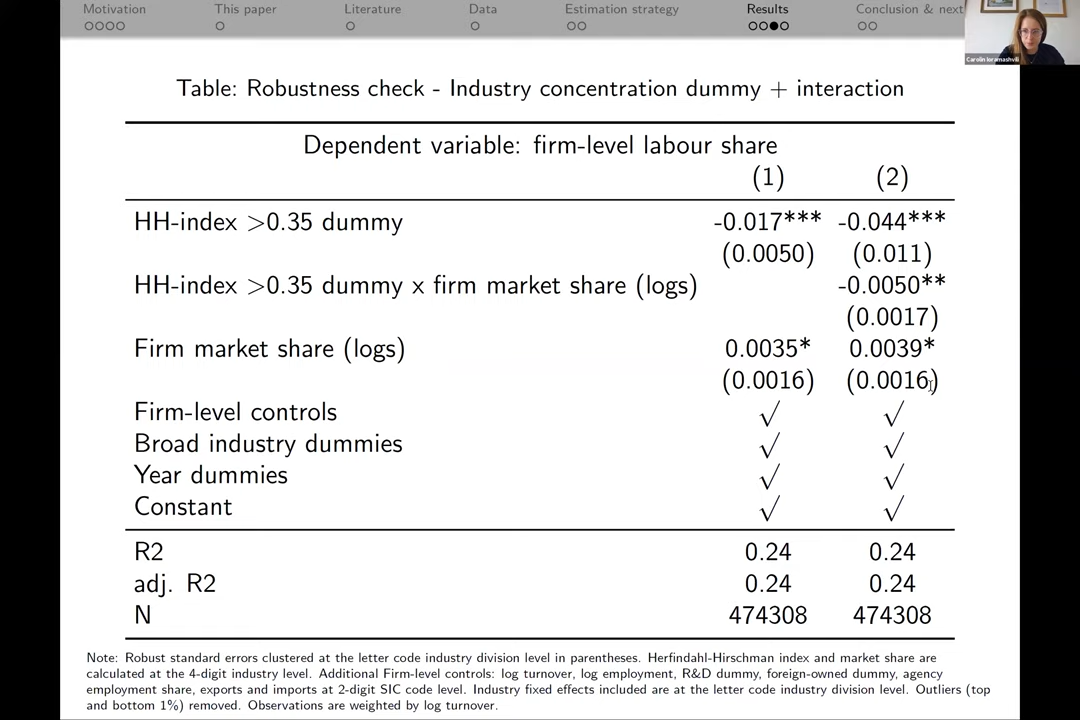 Motivation This paper Literature Data Estimation strategy Results Conclusion & next
Carolin Ioramashvili
Table: Robustness check - Industry concentration dummy + interaction
Dependent variable: firm-level labour share
(1) (2)
HH-index >0.35 dummy -0.017*** -0.044***
(0.0050) (0.011)
HH-index >0.35 dummy x firm market share (logs) -0.0050**
(0.0017)
Firm market share (logs) 0.0035* 0.0039*
(0.0016) (0.0016)
Firm-level controls √ √
Broad industry dummies √ √
Year dummies √ √
Constant √ √
R2 0.24 0.24
adj. R2 0.24 0.24
N 474308 474308
Note: Robust standard errors clustered at the letter code industry division level in parentheses. Herfindahl-Hirschman index and market share are
calculated at the 4-digit industry level. Additional Firm-level controls: log turnover, log employment, R&D dummy, foreign-owned dummy, agency
employment share, exports and imports at 2-digit SIC code level. Industry fixed effects included are at the letter code industry division level. Outliers (top
and bottom 1%) removed. Observations are weighted by log turnover.